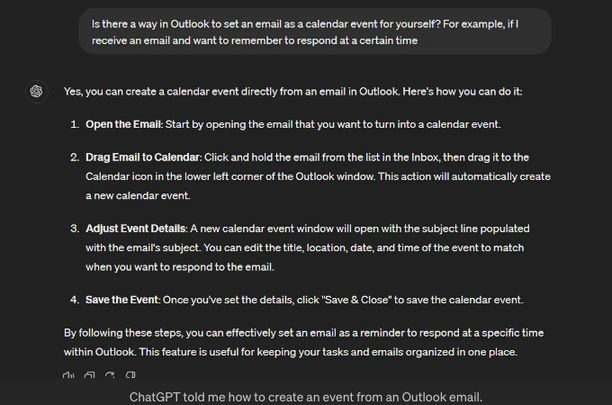 Is there a way in Outlook to set an email as a calendar event for yourself? For example, if I
receive an email and want to remember to respond at a certain time
Yes, you can create a calendar event directly from an email in Outlook. Here's how you can do it:
1. Open the Email: Start by opening the email that you want to turn into a calendar event.
2. Drag Email to Calendar: Click and hold the email from the list in the Inbox, then drag it to the
Calendar icon in the lower left corner of the Outlook window. This action will automatically create
a new calendar event.
3. Adjust Event Details: A new calendar event window will open with the subject line populated
with the email's subject. You can edit the title, location, date, and time of the event to match
when you want to respond to the email.
4. Save the Event: Once you've set the details, click "Save & Close" to save the calendar event.
By following these steps, you can effectively set an email as a reminder to respond at a specific time
within Outlook. This feature is useful for keeping your tasks and emails organized in one place.
ChatGPT told me how to create an event from an Outlook email.